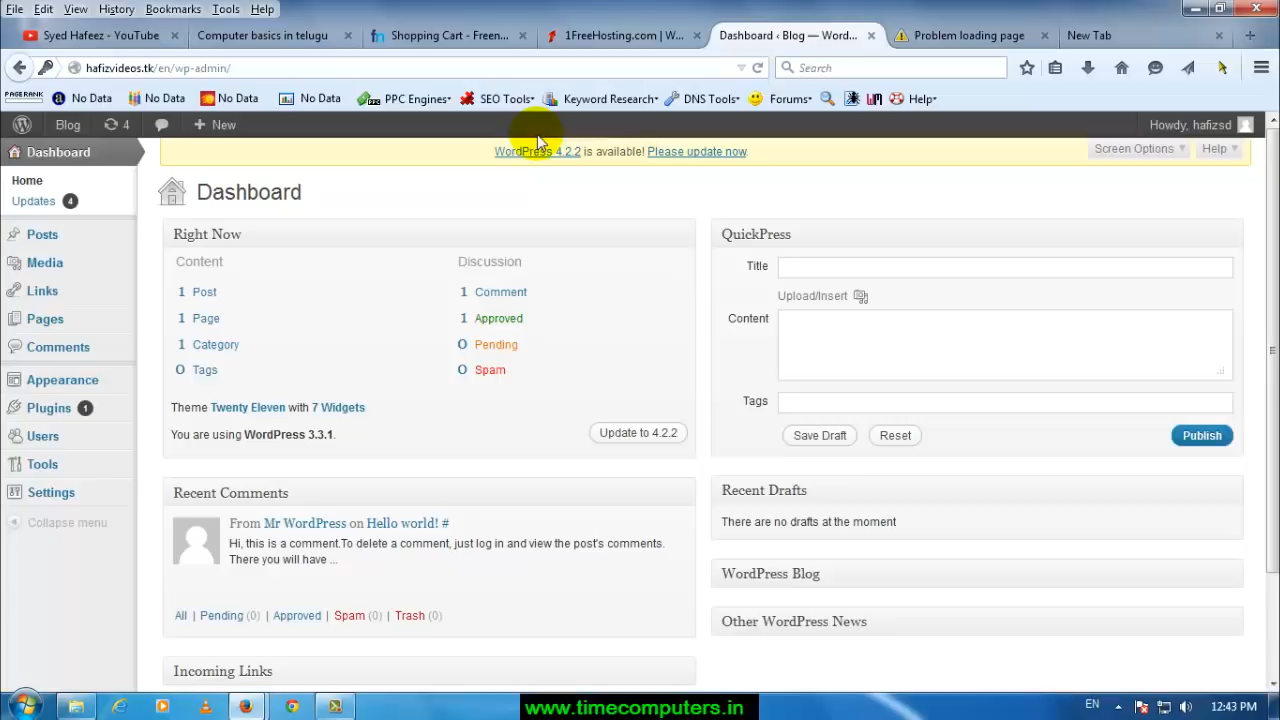 File Edit View History Bookmarks Tools Help
Syed Hafeez - YouTube × Computer basics in telugu × Shopping Cart - Freen... × 1FreeHosting.com | W... × Dashboard ‹ Blog — Wor... × Problem loading page × New Tab ×
hafizvideos.tk/en/wp-admin/ Search
PAGERANK No Data No Data No Data No Data PPC Engines SEO Tools Keyword Research DNS Tools Forums Help
Blog 4 New Howdy, hafizsd
Dashboard
WordPress 4.2.2 is available! Please update now.
Screen Options Help
Home
Updates 4
Posts
Media
Links
Pages
Comments
Appearance
Plugins 1
Users
Tools
Settings
Collapse menu
Dashboard
Right Now
Content Discussion
1 Post 1 Comment
1 Page 1 Approved
1 Category 0 Pending
0 Tags 0 Spam
Theme Twenty Eleven with 7 Widgets
You are using WordPress 3.3.1. Update to 4.2.2
Recent Comments
From Mr WordPress on Hello world! #
Hi, this is a comment.To delete a comment, just log in and view the post's comments.
There you will have ...
All | Pending (0) | Approved | Spam (0) | Trash (0)
Incoming Links
QuickPress
Title
Upload/Insert
Content
Tags
Save Draft Reset Publish
Recent Drafts
There are no drafts at the moment
WordPress Blog
Other WordPress News
www.timecomputers.in
EN 12:43 PM